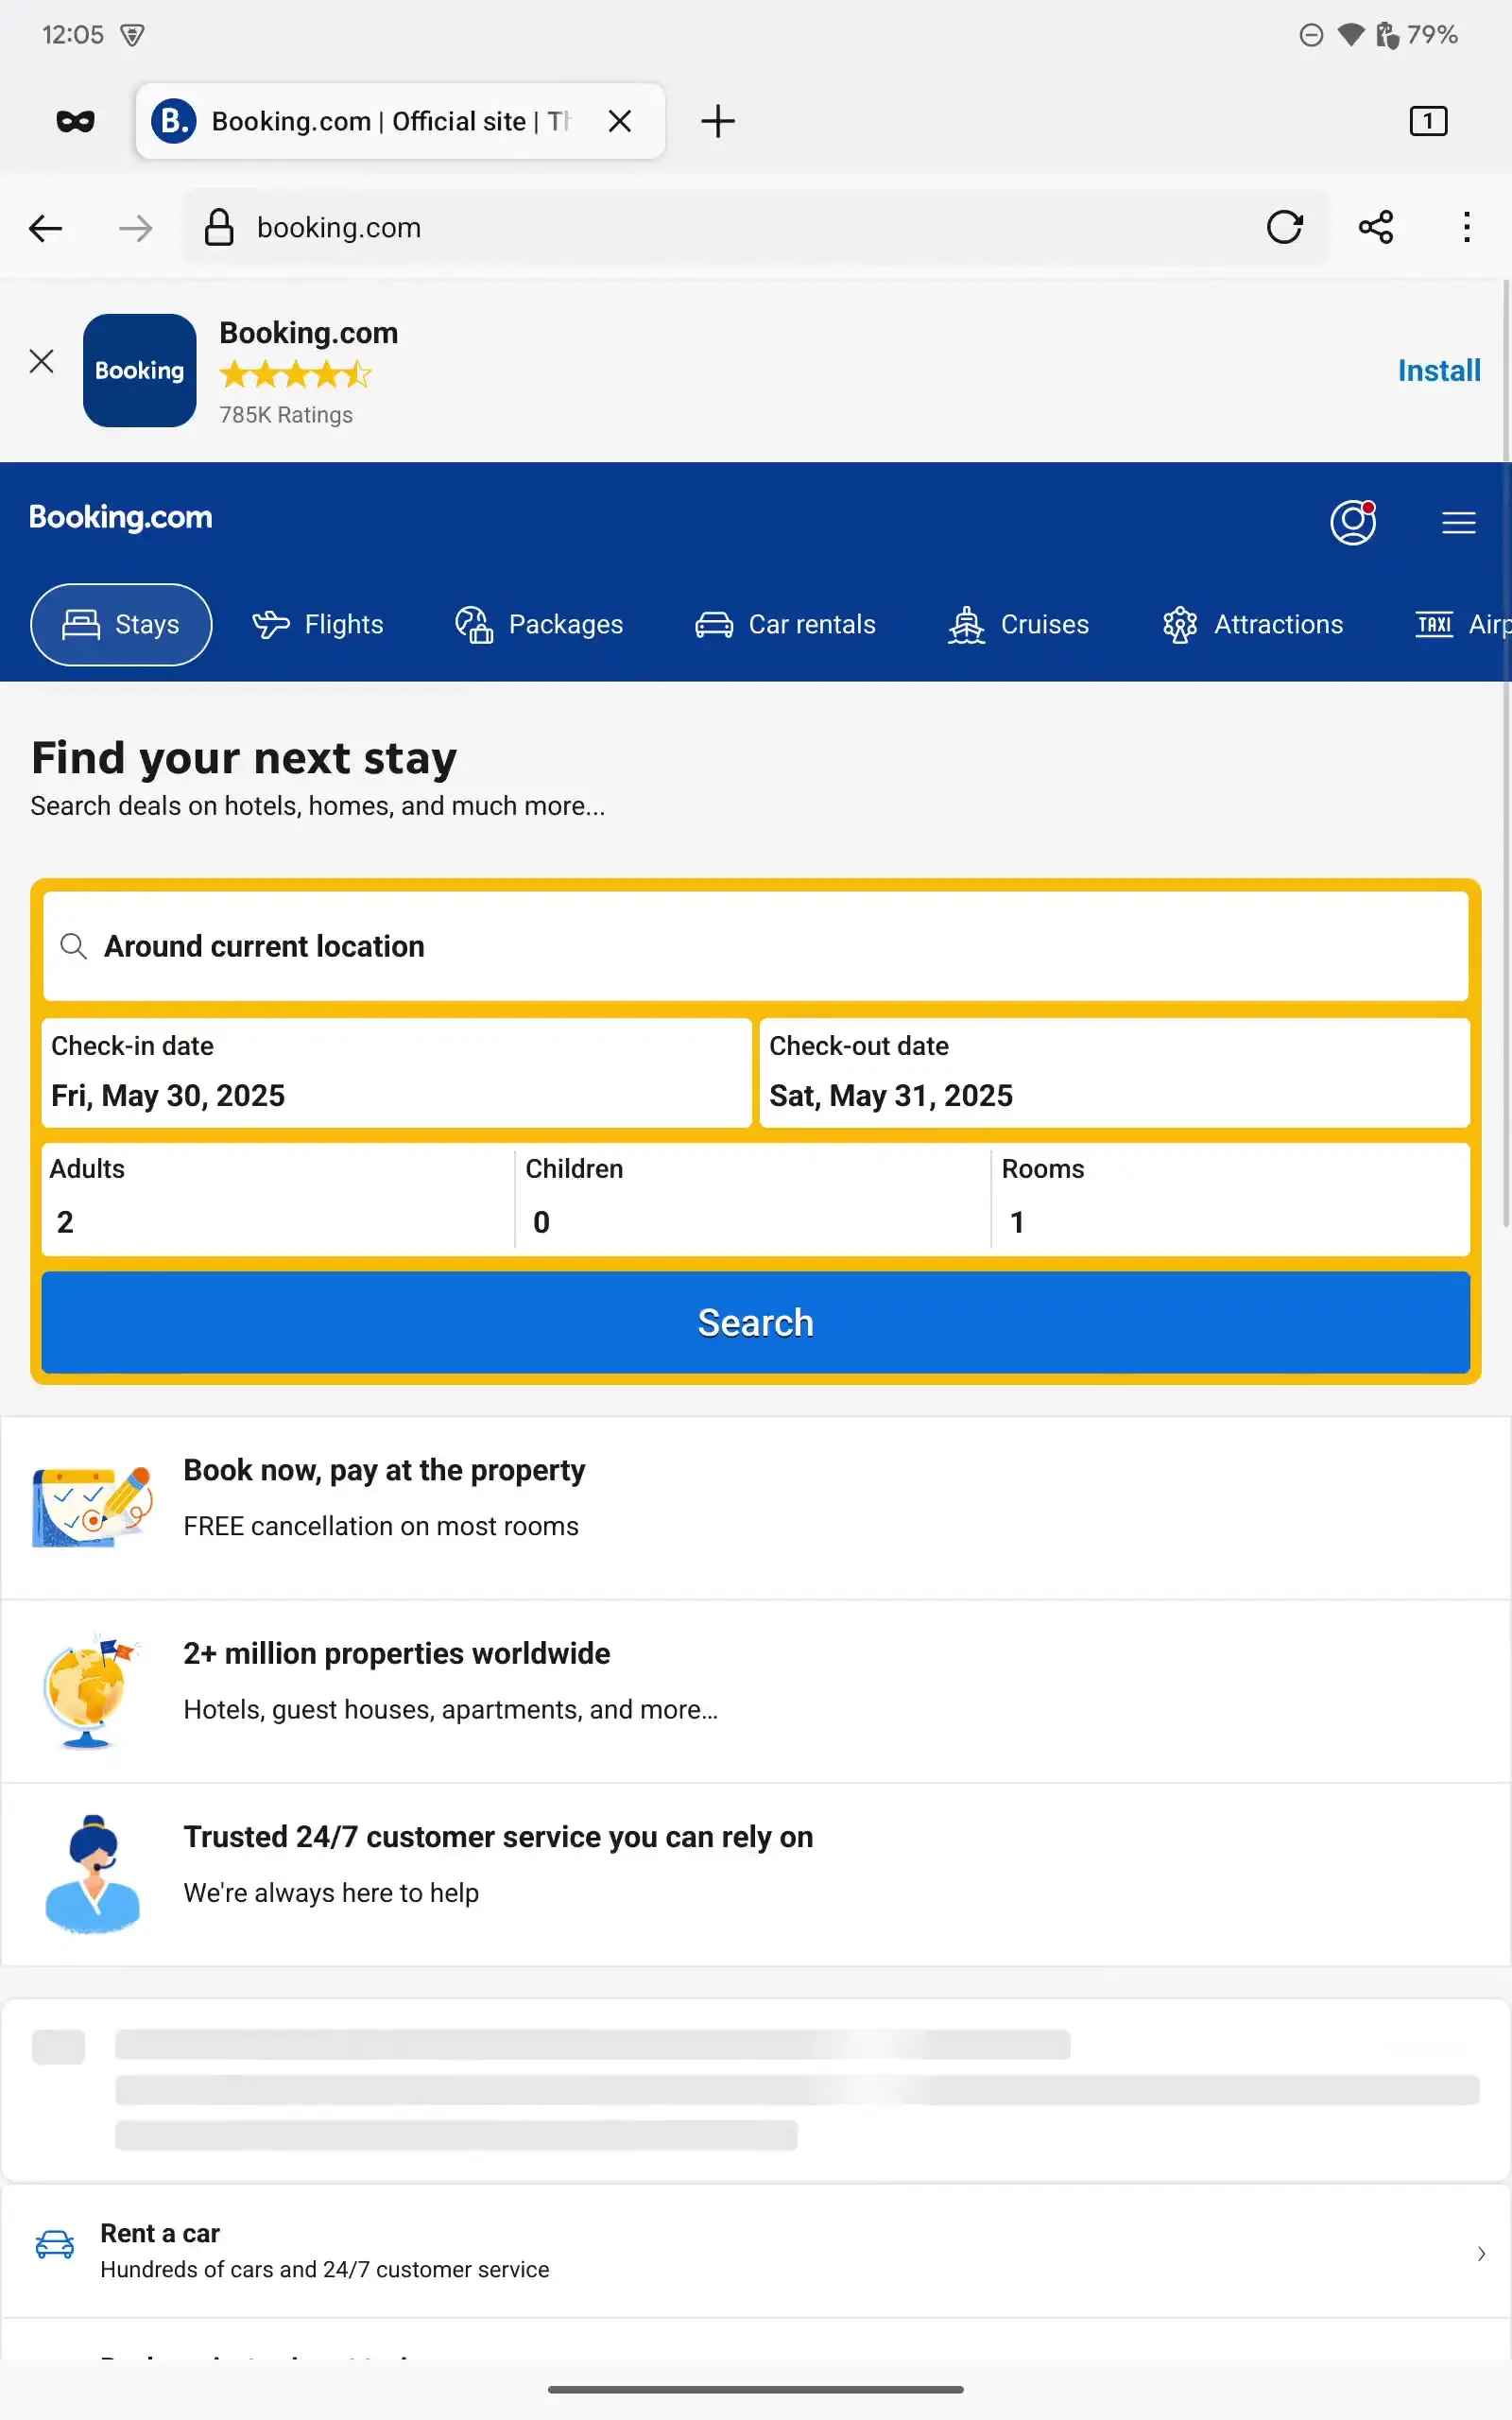 12:05
79%
B.
Booking.com | Official site | Th
1
booking.com
Booking
Booking.com
785K Ratings
Install
Booking.com
Stays
Flights
Packages
Car rentals
Cruises
Attractions
TAXI
Airp
Find your next stay
Search deals on hotels, homes, and much more...
Around current location
Check-in date
Fri, May 30, 2025
Check-out date
Sat, May 31, 2025
Adults
2
Children
0
Rooms
1
Search
Book now, pay at the property
FREE cancellation on most rooms
2+ million properties worldwide
Hotels, guest houses, apartments, and more…
Trusted 24/7 customer service you can rely on
We're always here to help
Rent a car
Hundreds of cars and 24/7 customer service